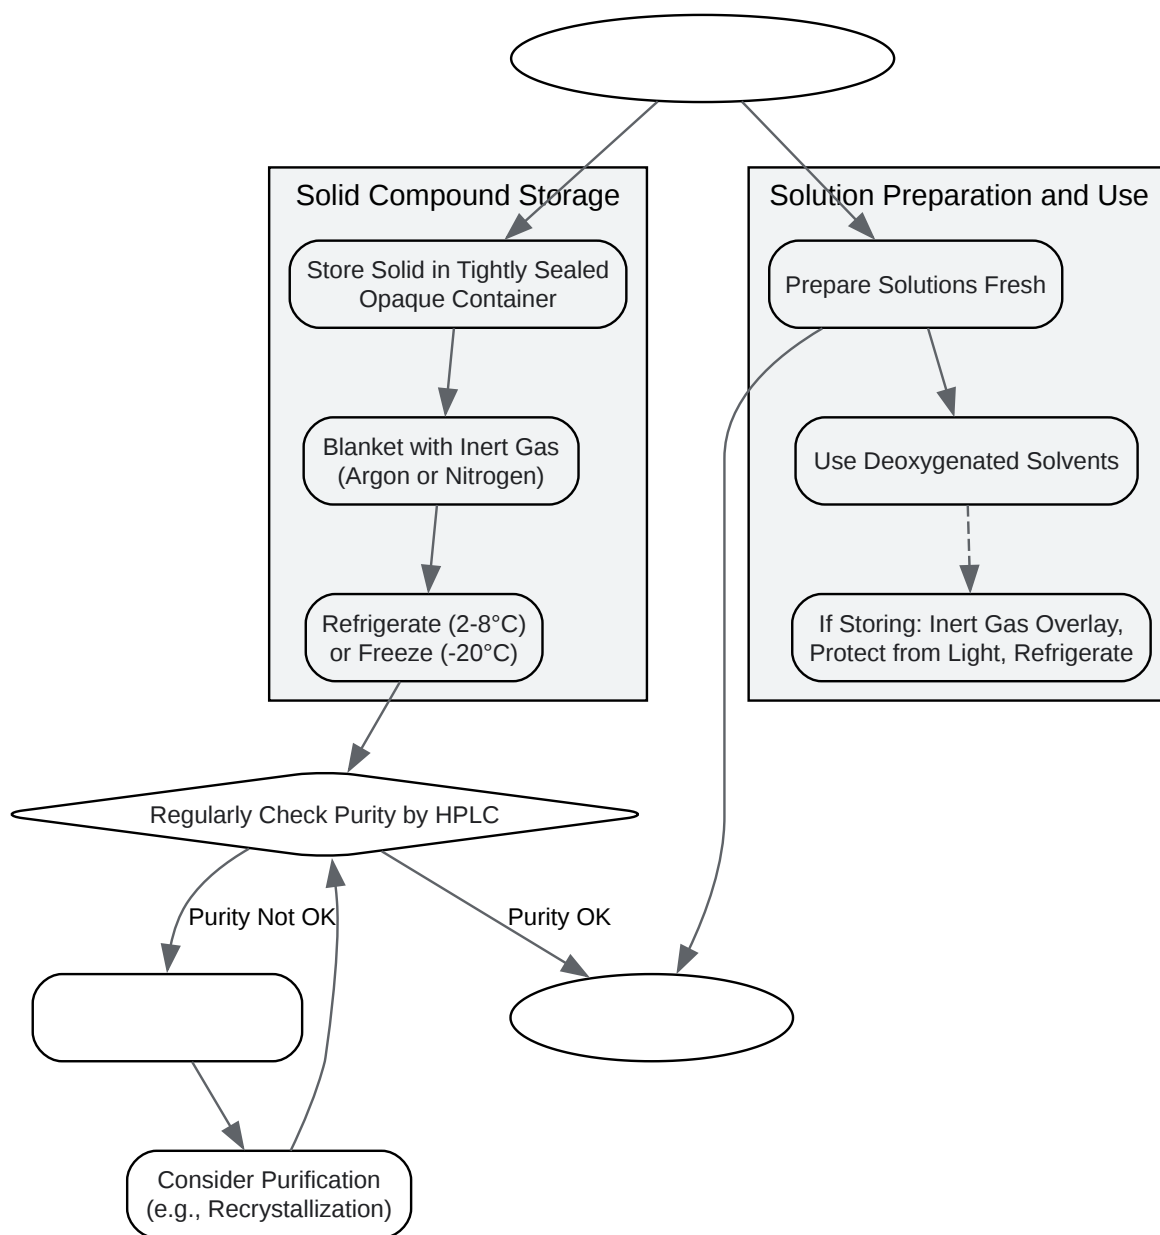 Solid Compound Storage
Solution Preparation and Use
Store Solid in Tightly Sealed
Opaque Container
Prepare Solutions Fresh
Blanket with Inert Gas
(Argon or Nitrogen)
Use Deoxygenated Solvents
Refrigerate (2-8°C)
or Freeze (-20°C)
If Storing: Inert Gas Overlay,
Protect from Light, Refrigerate
Regularly Check Purity by HPLC
Purity Not OK
Purity OK
Consider Purification
(e.g., Recrystallization)